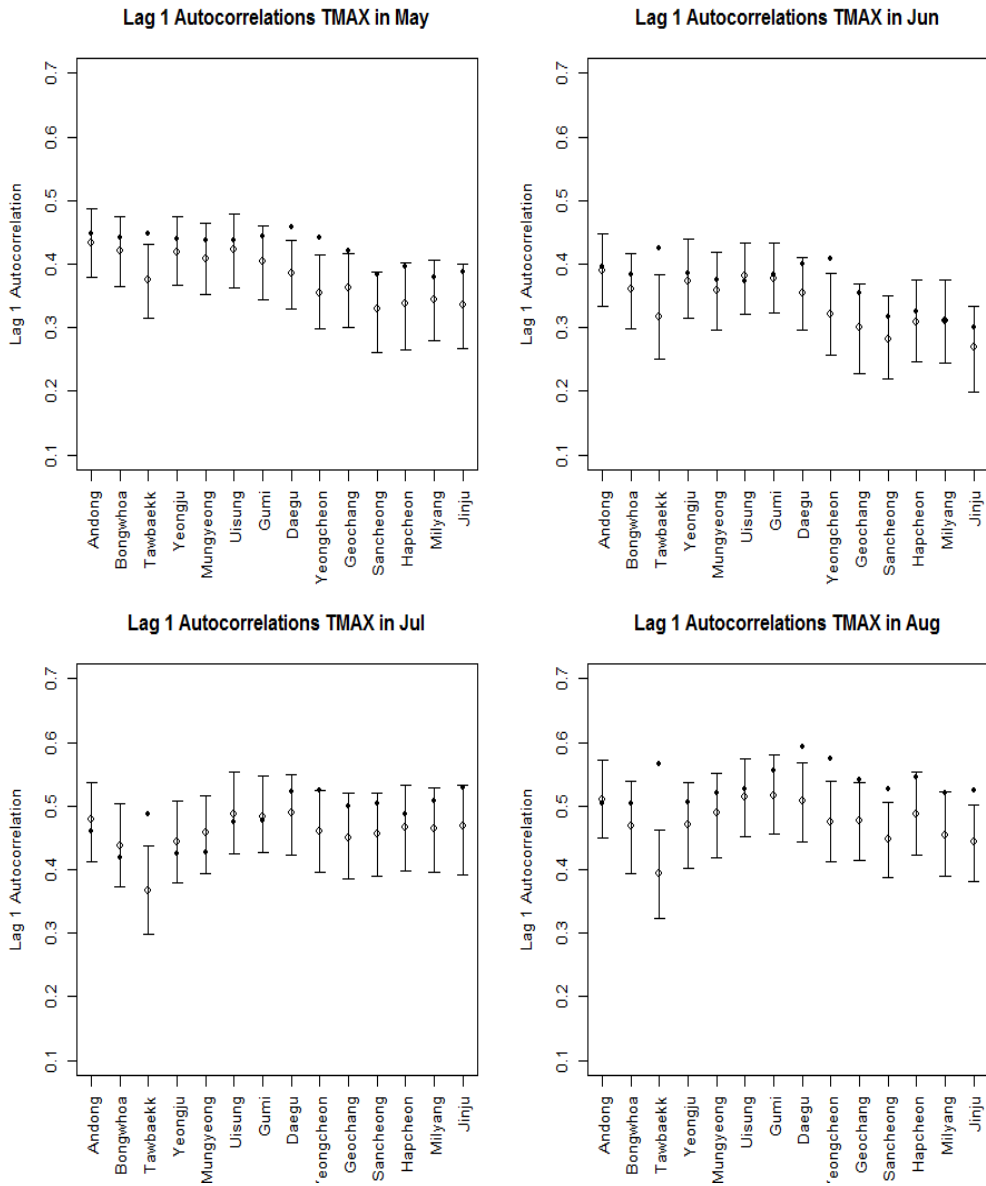 Lag 1 Autocorrelations TMAX in May
Lag 1 Autocorrelation
0.7
0.6
0.5
0.4
0.3
0.2
0.1
Andong
Bongwhoa
Tawbaekk
Yeongju
Mungyeong
Uisung
Gumi
Daegu
Yeongcheon
Geochang
Sancheong
Hapcheon
Milyang
Jinju
Lag 1 Autocorrelations TMAX in Jun
Lag 1 Autocorrelation
0.7
0.6
0.5
0.4
0.3
0.2
0.1
Andong
Bongwhoa
Tawbaekk
Yeongju
Mungyeong
Uisung
Gumi
Daegu
Yeongcheon
Geochang
Sancheong
Hapcheon
Milyang
Jinju
Lag 1 Autocorrelations TMAX in Jul
Lag 1 Autocorrelation
0.7
0.6
0.5
0.4
0.3
0.2
0.1
Andong
Bongwhoa
Tawbaekk
Yeongju
Mungyeong
Uisung
Gumi
Daegu
Yeongcheon
Geochang
Sancheong
Hapcheon
Milyang
Jinju
Lag 1 Autocorrelations TMAX in Aug
Lag 1 Autocorrelation
0.7
0.6
0.5
0.4
0.3
0.2
0.1
Andong
Bongwhoa
Tawbaekk
Yeongju
Mungyeong
Uisung
Gumi
Daegu
Yeongcheon
Geochang
Sancheong
Hapcheon
Milyang
Jinju